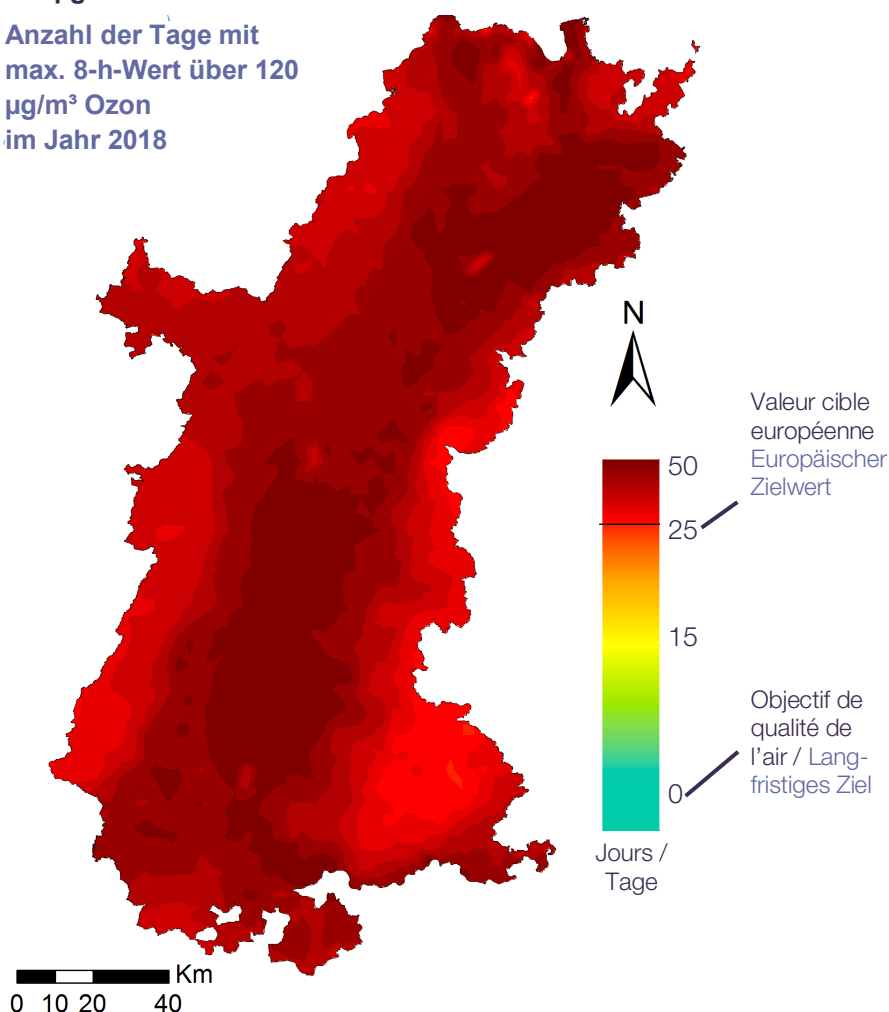 Anzahl der Tage mit
max. 8-h-Wert über 120
µg/m³ Ozon
im Jahr 2018
N
Valeur cible
européenne
Europäischer
Zielwert
50
25
15
Objectif de
qualité de
l'air / Lang-
fristiges Ziel
0
Jours /
Tage
Km
0 10 20 40